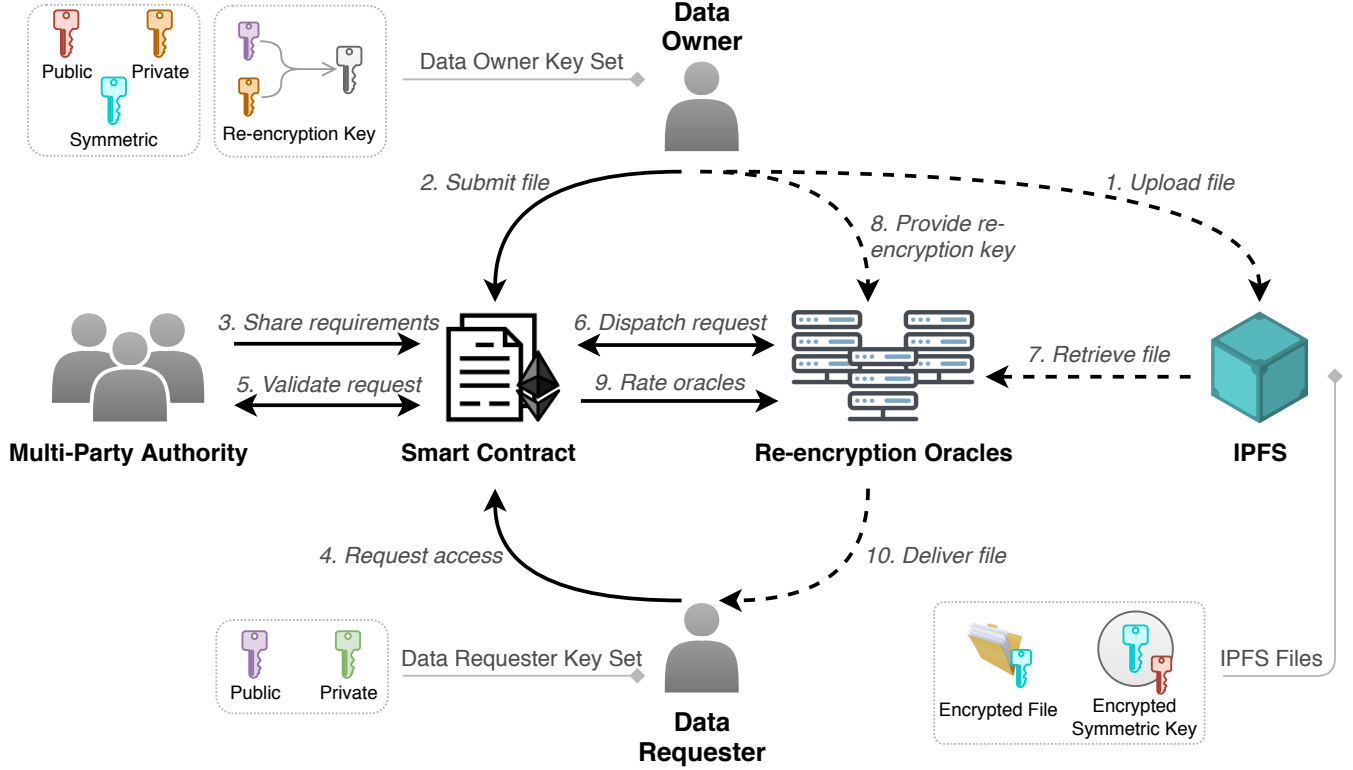 Data
Owner
Public
Private
Symmetric
Re-encryption Key
Data Owner Key Set
2. Submit file
1. Upload file
8. Provide re-
encryption key
3. Share requirements
6. Dispatch request
7. Retrieve file
5. Validate request
9. Rate oracles
Multi-Party Authority
Smart Contract
Re-encryption Oracles
IPFS
4. Request access
10. Deliver file
Public
Private
Data Requester Key Set
IPFS Files
Encrypted File
Encrypted
Symmetric Key
Data
Requester